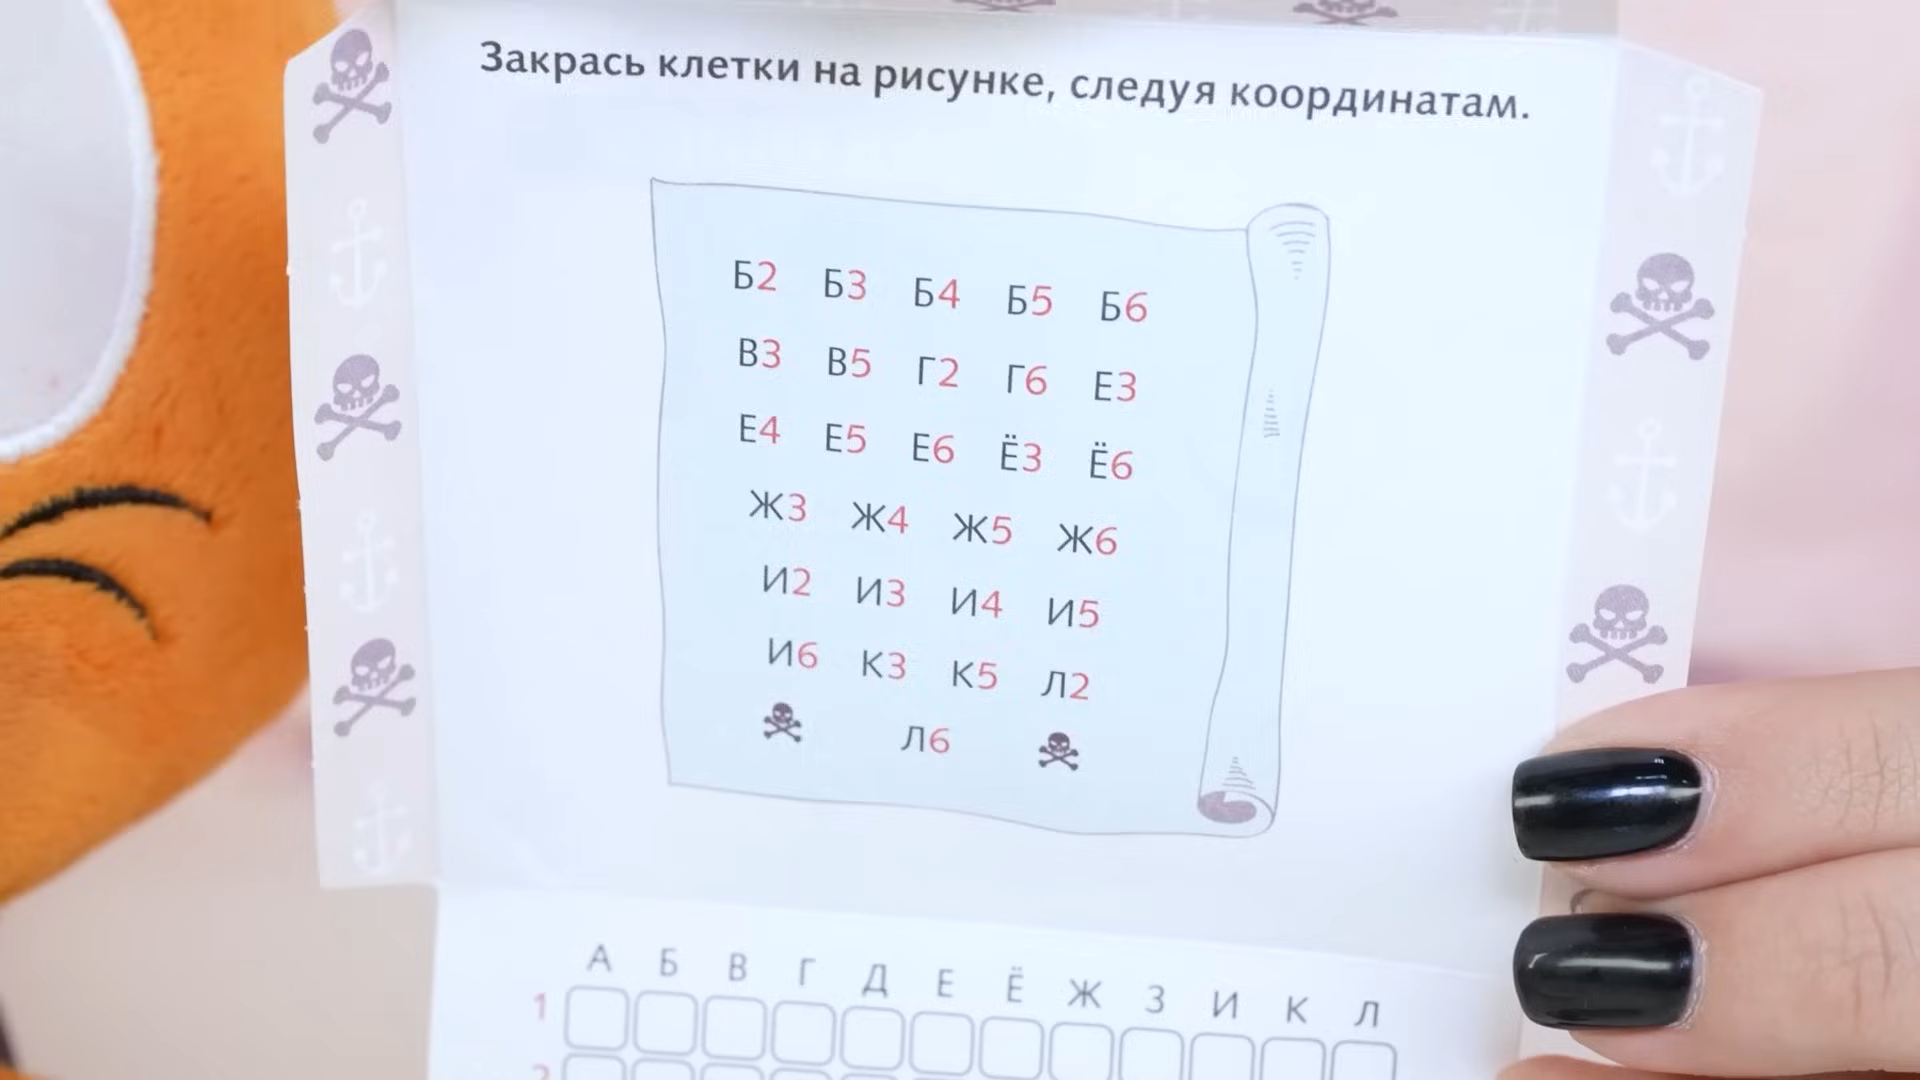 Закрась клетки на рисунке, следуя координатам.
Б2 Б3 Б4 Б5 Б6
В3 В5 Г2 Г6 Е3
Е4 Е5 Е6 Ё3 Ё6
Ж3 Ж4 Ж5 Ж6
И2 И3 И4 И5
И6 К3 К5 Л2
Л6
А Б В Г Д Е Ё Ж З И К Л
1
2